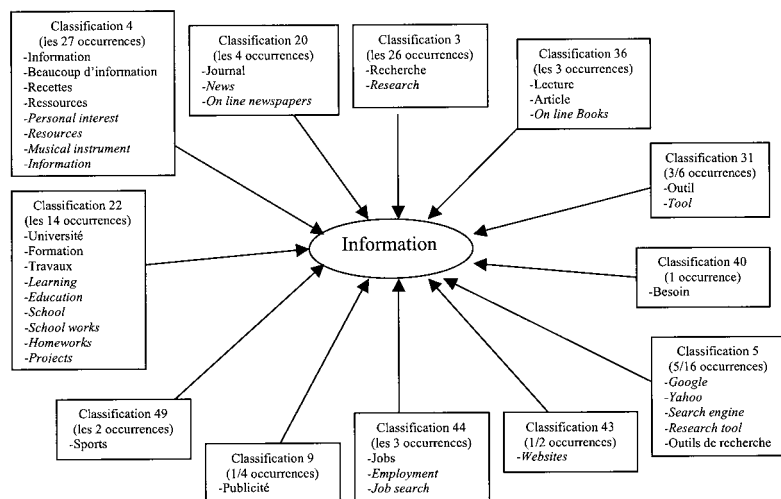 Classification 4
(les 27 occurrences)
-Information
-Beaucoup d'information
-Recettes
-Ressources
-Personal interest
-Resources
-Musical instrument
-Information
Classification 20
(les 4 occurrences)
-Journal
-News
-On line newspapers
Classification 3
(les 26 occurrences)
-Recherche
-Research
Classification 36
(les 3 occurrences)
-Lecture
-Article
-On line Books
Classification 31
(3/6 occurrences)
-Outil
-Tool
Classification 22
(les 14 occurrences)
-Université
-Formation
-Travaux
-Learning
-Education
-School
-School works
-Homeworks
-Projects
Information
Classification 40
(1 occurrence)
-Besoin
Classification 5
(5/16 occurrences)
-Google
-Yahoo
-Search engine
-Research tool
-Outils de recherche
Classification 49
(les 2 occurrences)
-Sports
Classification 9
(1/4 occurrences)
-Publicité
Classification 44
(les 3 occurrences)
-Jobs
-Employment
-Job search
Classification 43
(1/2 occurrences)
-Websites